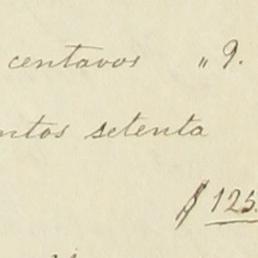 centavos " 9.
ntos setenta
$ 125.